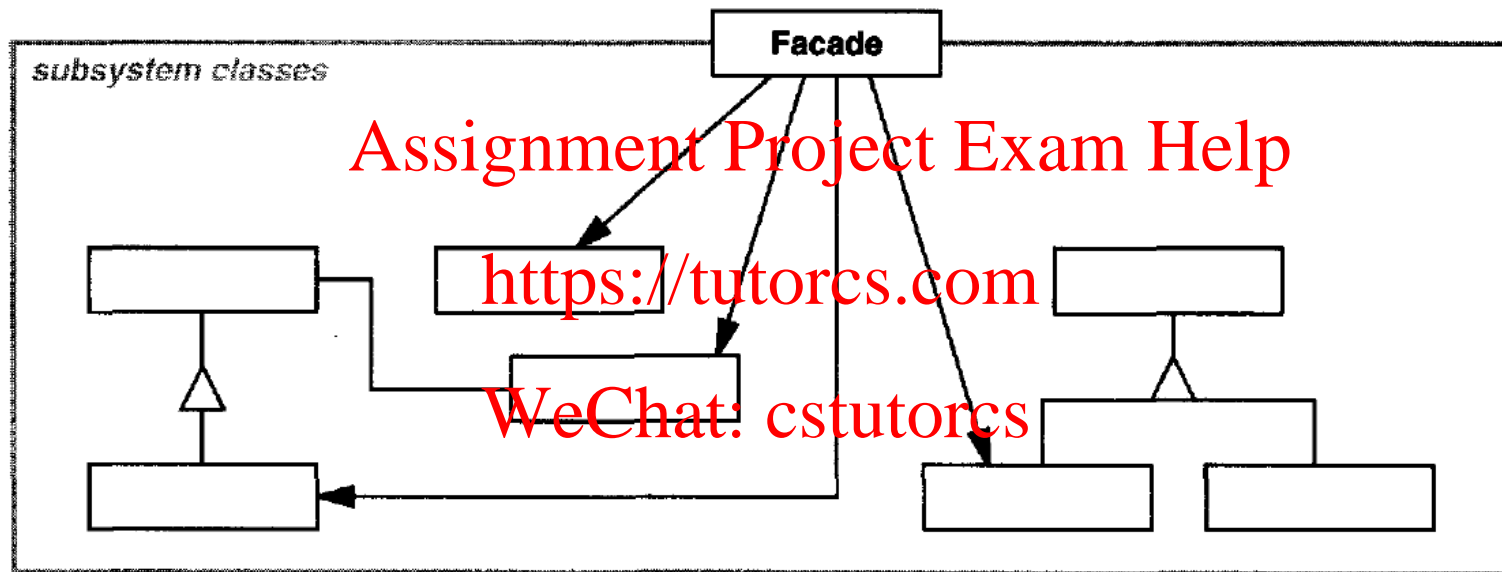 Facade
subsystem classes
Assignment Project Exam Help
https://tutorcs.com
WeChat: cstutorcs